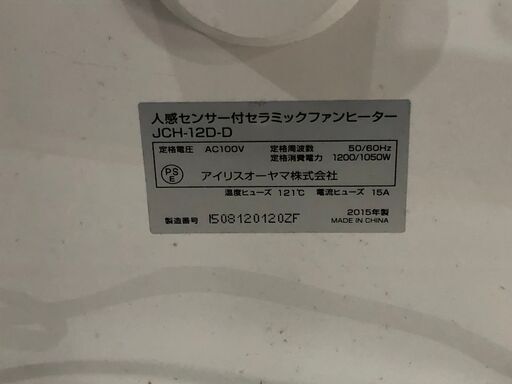 人感センサー付セラミックファンヒーター
JCH-12D-D
定格電圧 AC100V 定格周波数 50/60Hz
定格消費電力 1200/1050W
PSE アイリスオーヤマ株式会社
温度ヒューズ 121℃ 電流ヒューズ 15A
製造番号 1508120120ZF 2015年製
MADE IN CHINA